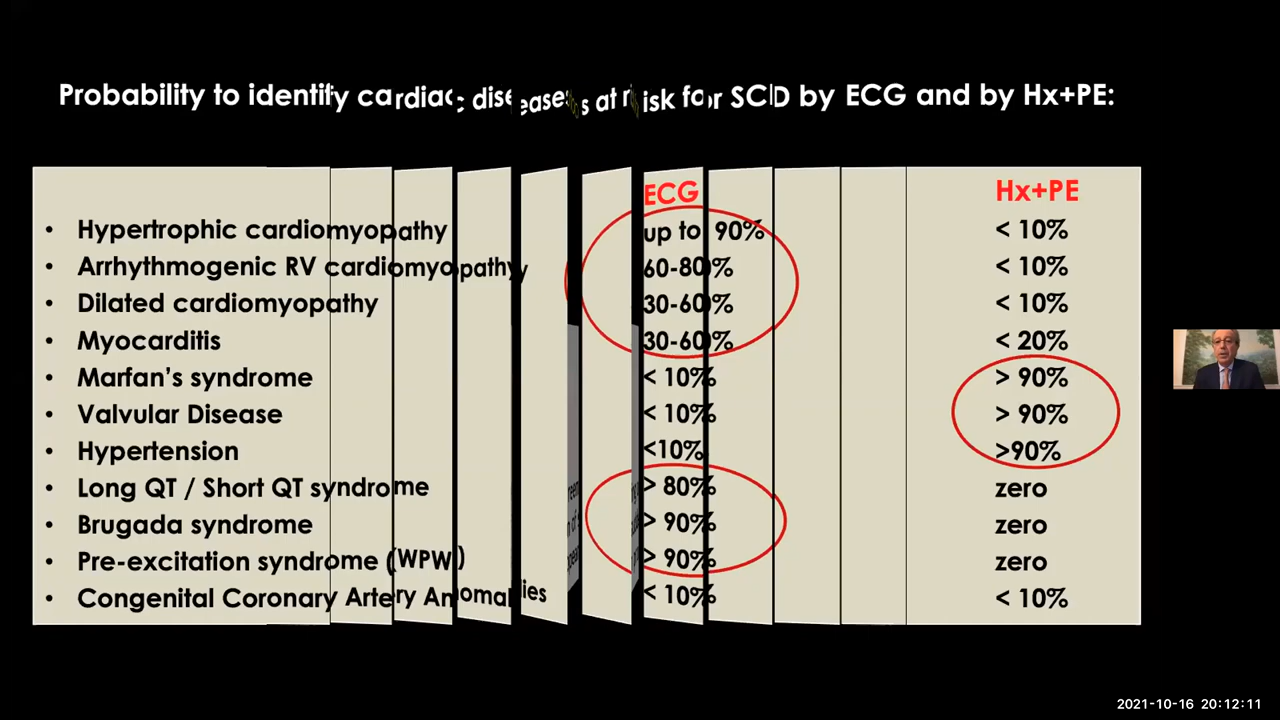 Probability to identify cardiac diseases at risk for SCD by ECG and by Hx+PE:
ECG Hx+PE
• Hypertrophic cardiomyopathy up to 90% < 10%
• Arrhythmogenic RV cardiomyopathy 60-80% < 10%
• Dilated cardiomyopathy 30-60% < 10%
• Myocarditis 30-60% < 20%
• Marfan's syndrome < 10% > 90%
• Valvular Disease < 10% > 90%
• Hypertension <10% >90%
• Long QT / Short QT syndrome > 80% zero
• Brugada syndrome > 90% zero
• Pre-excitation syndrome (WPW) > 90% zero
• Congenital Coronary Artery Anomalies < 10% < 10%
2021-10-16 20:12:11